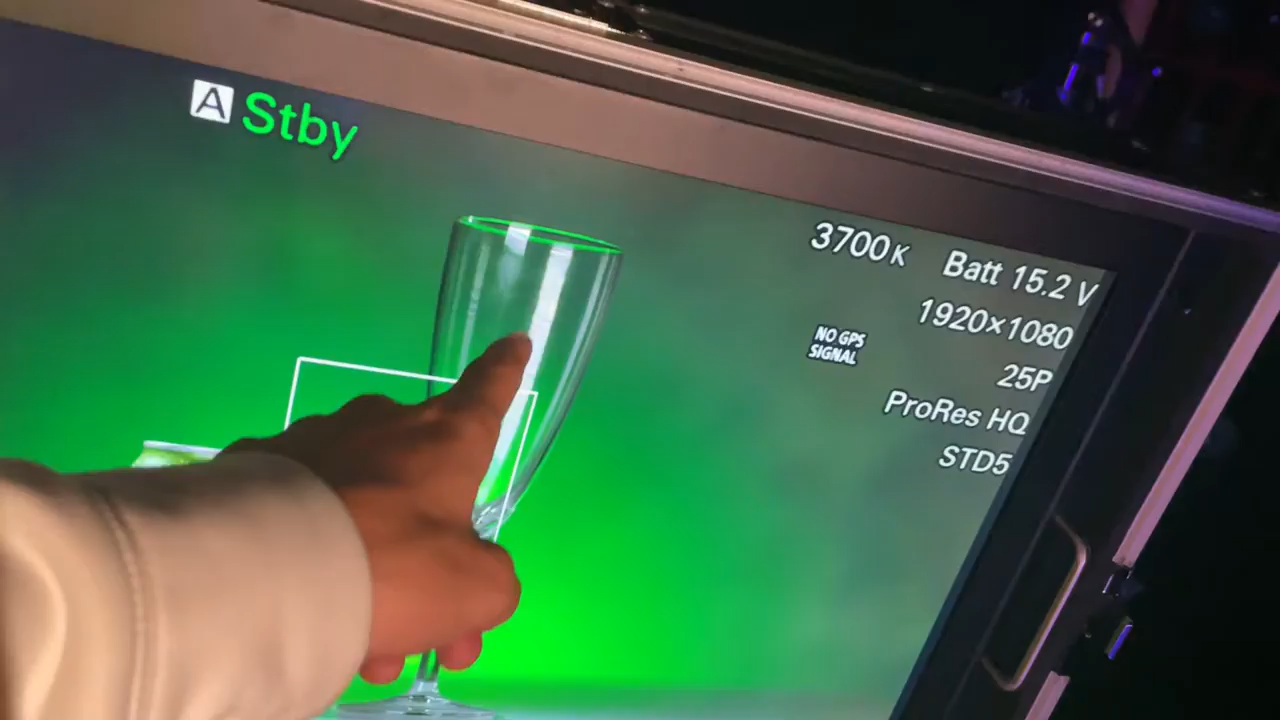 A Stby
3700K Batt 15.2 V
1920×1080
NO GPS
SIGNAL
25P
ProRes HQ
STD5